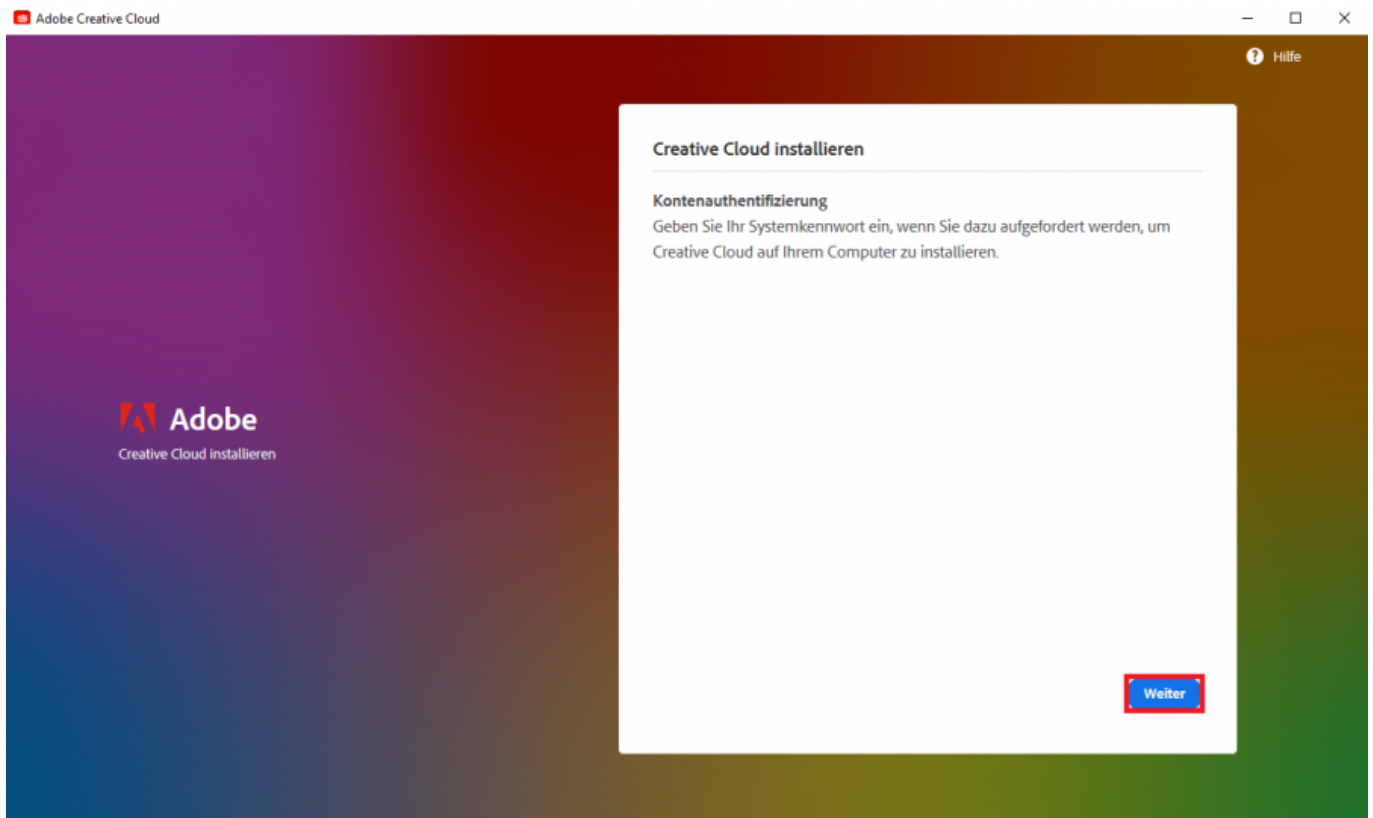 Adobe Creative Cloud
Hilfe
Creative Cloud installieren
Kontenauthentifizierung
Geben Sie Ihr Systemkennwort ein, wenn Sie dazu aufgefordert werden, um
Creative Cloud auf Ihrem Computer zu installieren.
Adobe
Creative Cloud installieren
Weiter